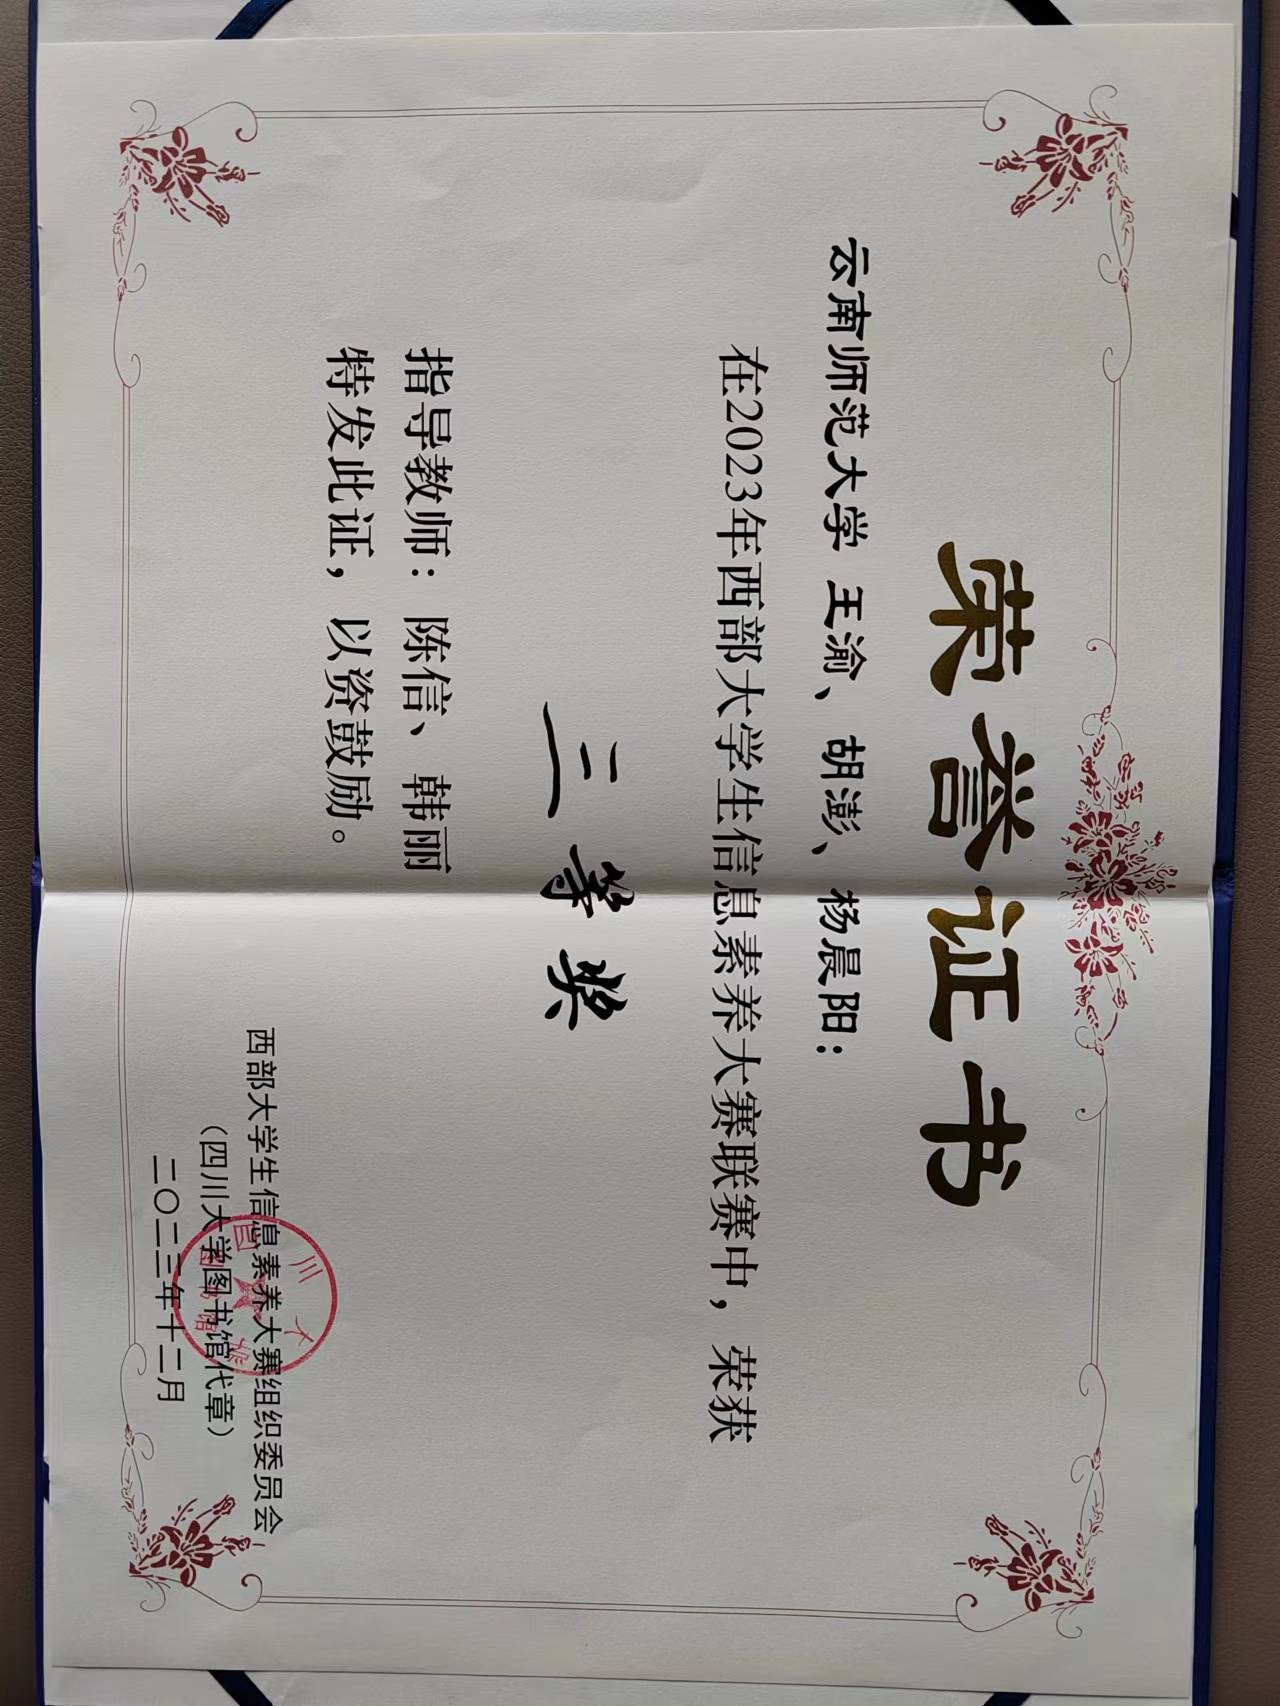 荣誉证书
云南师范大学 王渝、胡澎、杨晨阳：
在2023年西部大学生信息素养大赛联赛中，荣获
三等奖
指导教师：陈信、韩丽
特发此证，以资鼓励。
西部大学生信息素养大赛组织委员会
（四川大学图书馆代章）
二〇二三年十二月